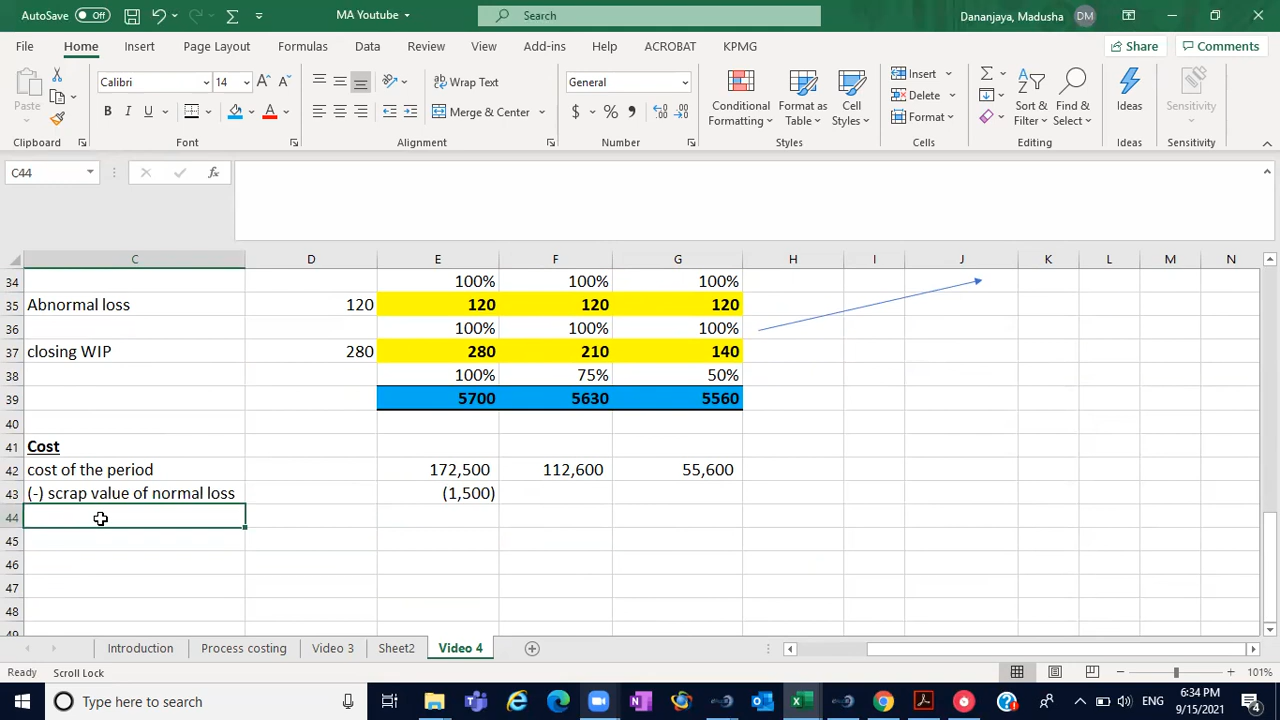 AutoSave Off MA Youtube Search Dananjaya, Madusha DM
File Home Insert Page Layout Formulas Data Review View Add-ins Help ACROBAT KPMG Share Comments
Paste Calibri 14 Wrap Text General Conditional Formatting Format as Table Cell Styles Insert Sort & Filter Find & Select Ideas Sensitivity
B I U Merge & Center $ % Delete
Format
Clipboard Font Alignment Number Styles Cells Editing Ideas Sensitivity
C44 fx
C D E F G H I J K L M N
34 100% 100% 100%
35 Abnormal loss 120 120 120 120
36 100% 100% 100%
37 closing WIP 280 280 210 140
38 100% 75% 50%
39 5700 5630 5560
40
41 Cost
42 cost of the period 172,500 112,600 55,600
43 (-) scrap value of normal loss (1,500)
44
45
46
47
48
49
Introduction Process costing Video 3 Sheet2 Video 4
Ready Scroll Lock 101%
Type here to search ENG 6:34 PM
9/15/2021 4